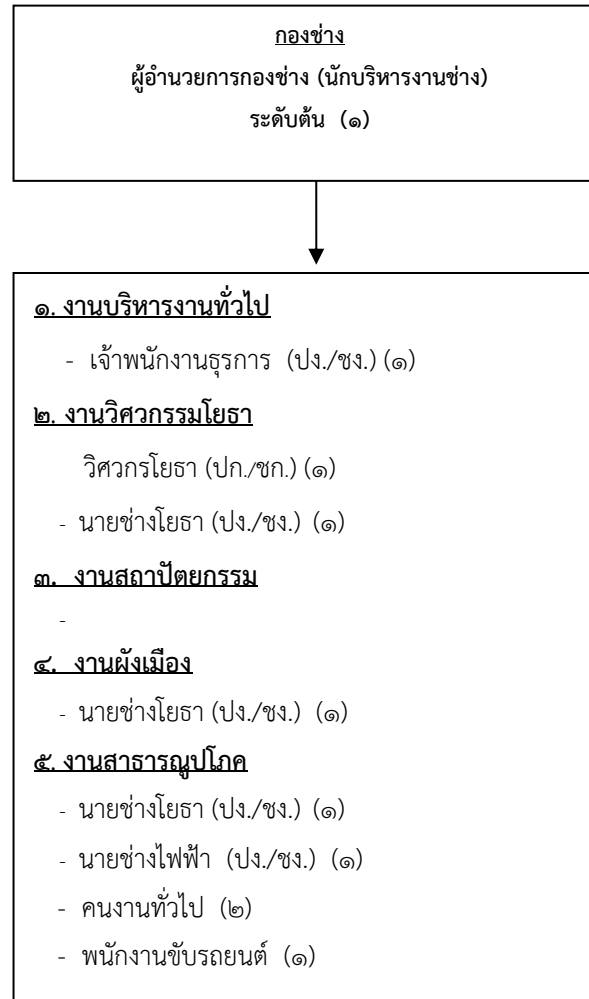 กองช่าง
ผู้อำนวยการกองช่าง (นักบริหารงานช่าง)
ระดับต้น (๑)
๑. งานบริหารงานทั่วไป
- เจ้าพนักงานธุรการ (ปง./ชง.) (๑)
๒. งานวิศวกรรมโยธา
วิศวกรโยธา (ปก./ชก.) (๑)
- นายช่างโยธา (ปง./ชง.) (๑)
๓. งานสถาปัตยกรรม
-
๔. งานผังเมือง
- นายช่างโยธา (ปง./ชง.) (๑)
๕. งานสาธารณูปโภค
- นายช่างโยธา (ปง./ชง.) (๑)
- นายช่างไฟฟ้า (ปง./ชง.) (๑)
- คนงานทั่วไป (๒)
- พนักงานขับรถยนต์ (๑)